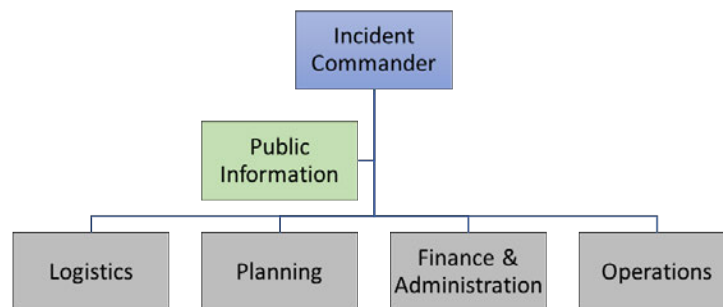 Incident
Commander
Public
Information
Logistics
Planning
Finance &
Administration
Operations